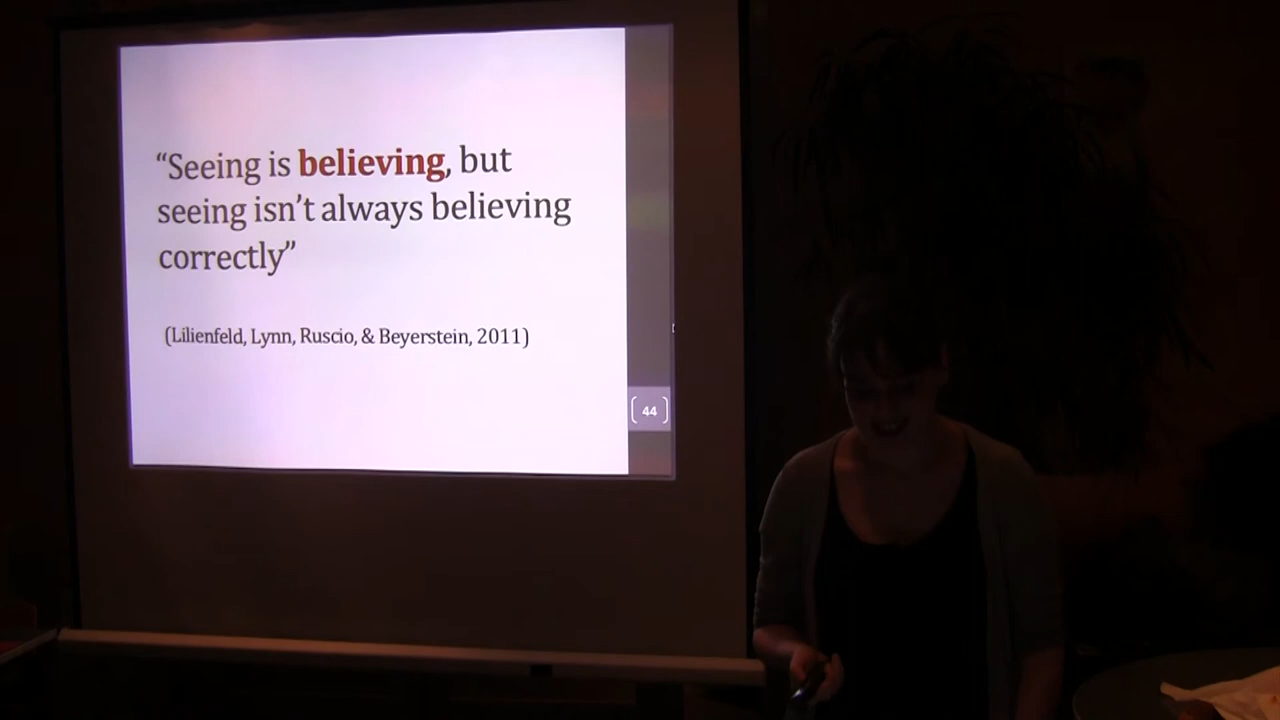 “Seeing is believing, but
seeing isn’t always believing
correctly”
(Lilienfeld, Lynn, Ruscio, & Beyerstein, 2011)
44